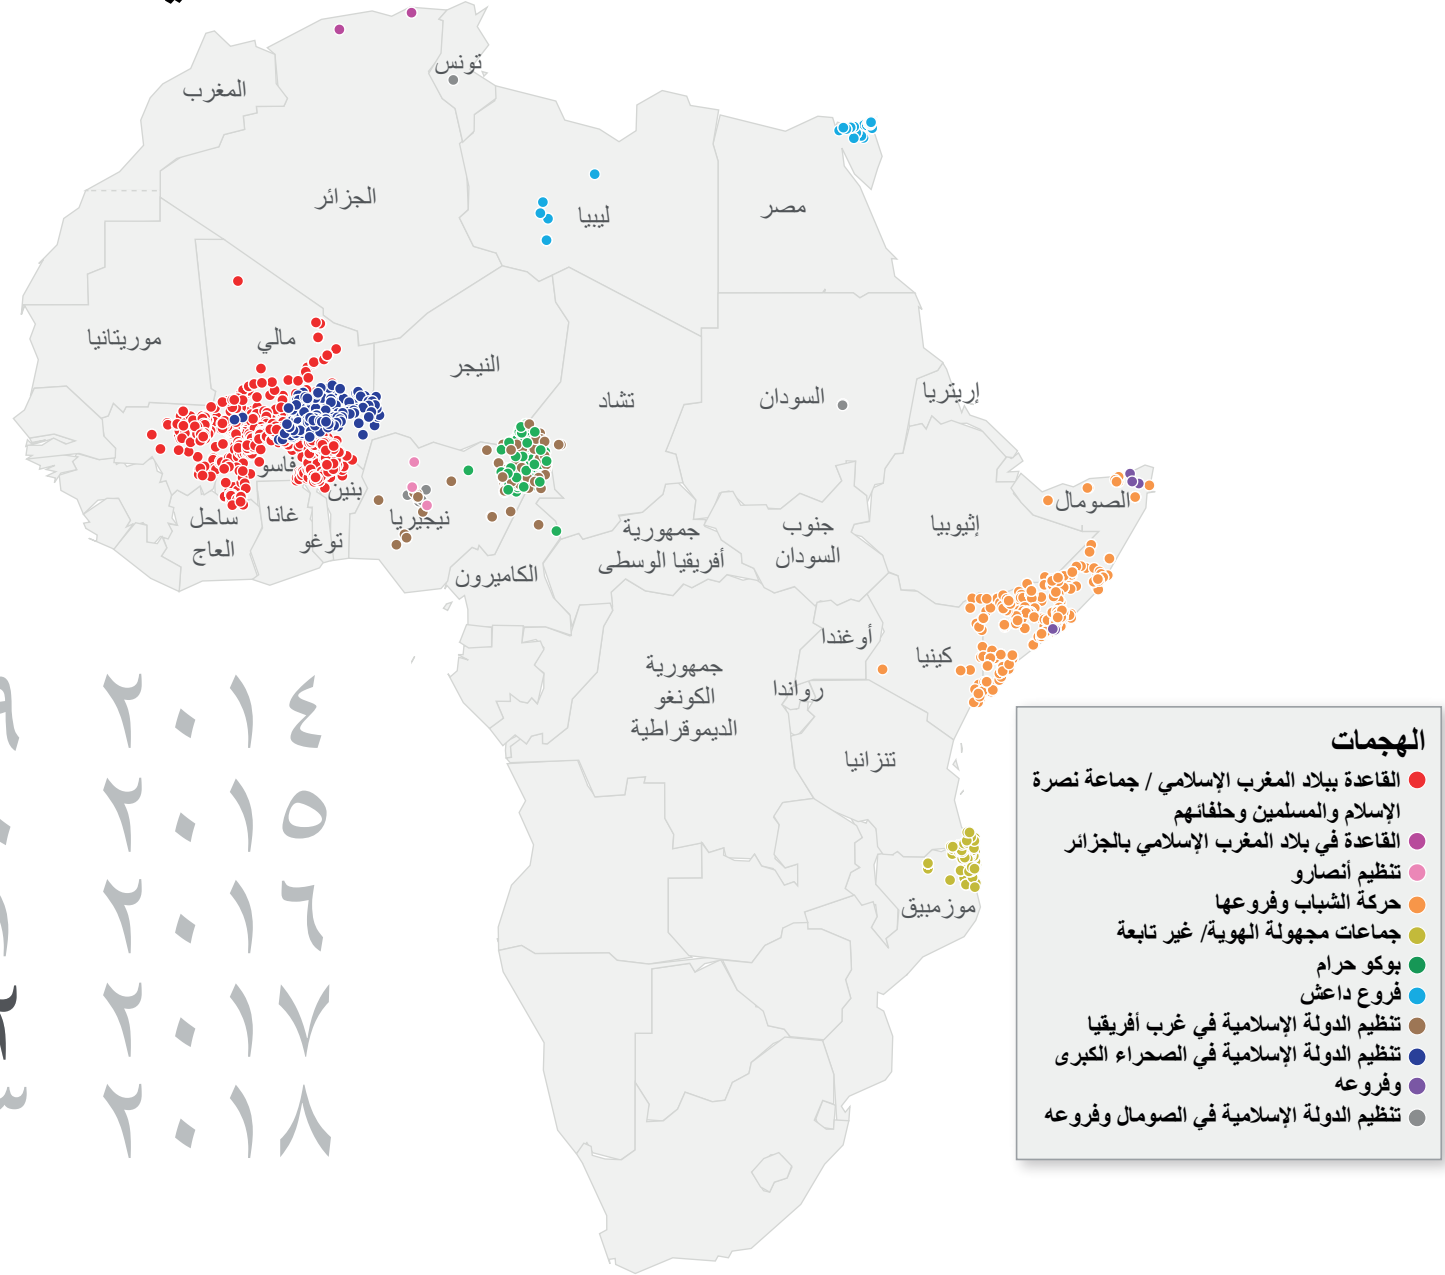 تونس
المغرب
الجزائر
ليبيا
مصر
موريتانيا
مالي
النيجر
تشاد
السودان
إريتريا
فاسو
بنين
نيجيريا
ساحل
العاج
غانا
توغو
الكاميرون
جمهورية
أفريقيا الوسطى
جنوب
السودان
إثيوبيا
الصومال
أوغندا
كينيا
جمهورية
الكونغو
الديموقراطية
رواندا
تنزانيا
موزمبيق
٢٠١٤
٢٠١٥
٢٠١٦
٢٠١٧
٢٠١٨
الهجمات
القاعدة ببلاد المغرب الإسلامي / جماعة نصرة
الإسلام والمسلمين وحلفائهم
القاعدة في بلاد المغرب الإسلامي بالجزائر
تنظيم أنصارو
حركة الشباب وفروعها
جماعات مجهولة الهوية/ غير تابعة
بوكو حرام
فروع داعش
تنظيم الدولة الإسلامية في غرب أفريقيا
تنظيم الدولة الإسلامية في الصحراء الكبرى
وفروعه
تنظيم الدولة الإسلامية في الصومال وفروعه